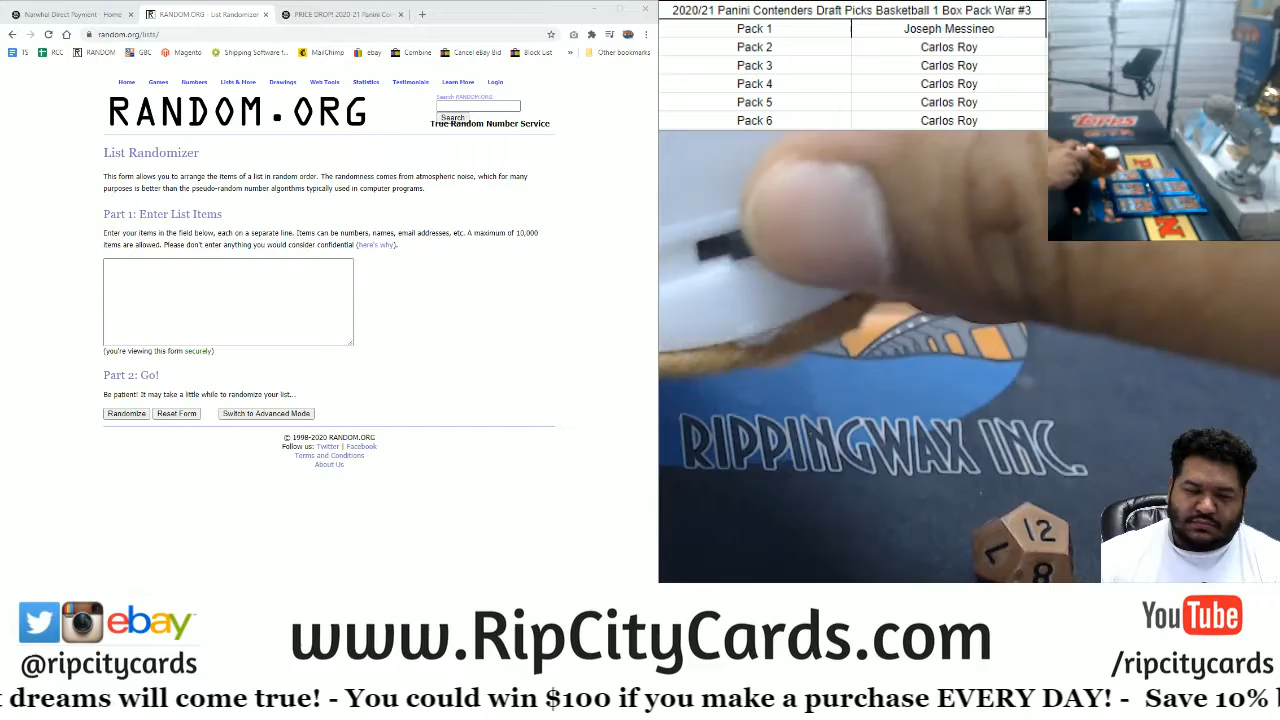 Narwhal Direct Payment - Home
RANDOM.ORG - List Randomizer
PRICE DROP! 2020-21 Panini Co
random.org/lists/
TS RCC RANDOM GBC Magento Shipping Software f... MailChimp ebay Combine Cancel eBay Bid Block List » Other bookmarks
Home Games Numbers Lists & More Drawings Web Tools Statistics Testimonials Learn More Login
Search RANDOM.ORG
Search
RANDOM.ORG
True Random Number Service
List Randomizer
This form allows you to arrange the items of a list in random order. The randomness comes from atmospheric noise, which for many
purposes is better than the pseudo-random number algorithms typically used in computer programs.
Part 1: Enter List Items
Enter your items in the field below, each on a separate line. Items can be numbers, names, email addresses, etc. A maximum of 10,000
items are allowed. Please don't enter anything you would consider confidential (here's why).
(you're viewing this form securely)
Part 2: Go!
Be patient! It may take a little while to randomize your list...
Randomize Reset Form Switch to Advanced Mode
© 1998-2020 RANDOM.ORG
Follow us: Twitter | Facebook
Terms and Conditions
About Us
2020/21 Panini Contenders Draft Picks Basketball 1 Box Pack War #3
Pack 1 Joseph Messineo
Pack 2 Carlos Roy
Pack 3 Carlos Roy
Pack 4 Carlos Roy
Pack 5 Carlos Roy
Pack 6 Carlos Roy
Topps
RIPPINGWAX INC.
12
1
8
ebay
@ripcitycards
www.RipCityCards.com
YouTube
/ripcitycards
t dreams will come true! - You could win $100 if you make a purchase EVERY DAY! - Save 10%